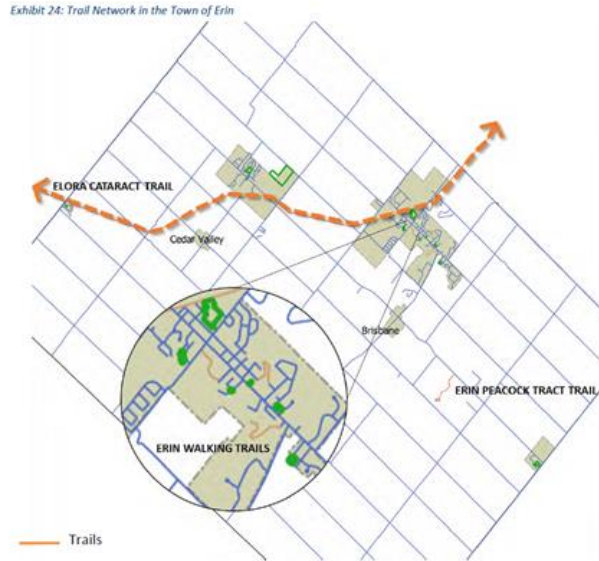 Exhibit 24: Trail Network in the Town of Erin
ELORA CATARACT TRAIL
Cedar Valley
Brisbane
ERIN PEACOCK TRACT TRAIL
ERIN WALKING TRAILS
Trails